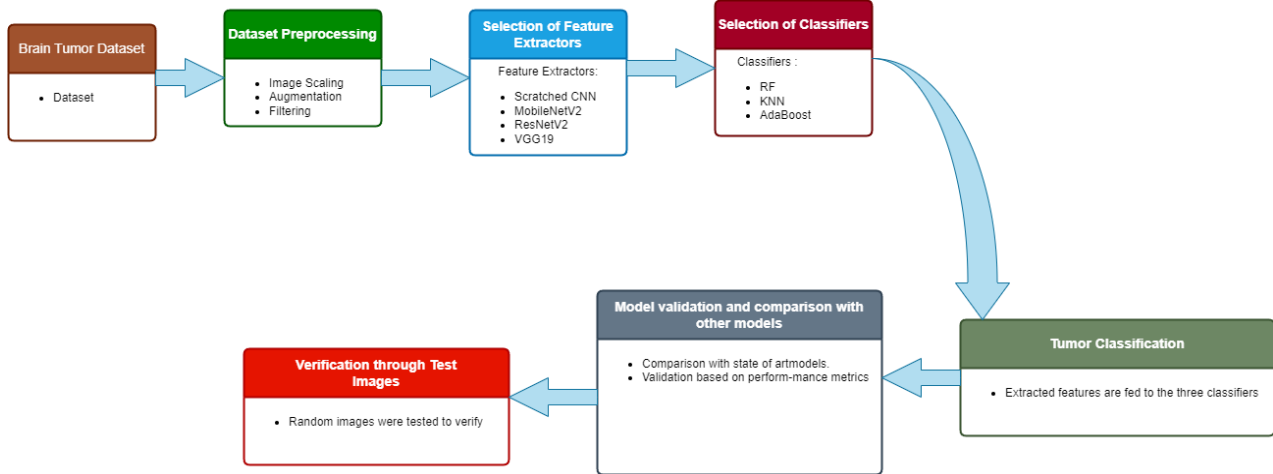 Brain Tumor Dataset
Dataset
Dataset Preprocessing
Image Scaling
Augmentation
Filtering
Selection of Feature
Extractors
Feature Extractors:
Scratched CNN
MobileNetV2
ResNetV2
VGG19
Selection of Classifiers
Classifiers :
RF
KNN
AdaBoost
Tumor Classification
Extracted features are fed to the three classifiers
Model validation and comparison with
other models
Comparison with state of artmodels.
Validation based on perform-mance metrics
Verification through Test
Images
Random images were tested to verify